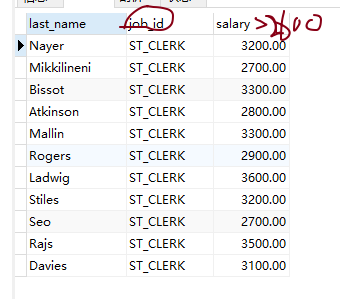 last_name job_id salary >2600
Nayer ST_CLERK 3200.00
Mikkilineni ST_CLERK 2700.00
Bissot ST_CLERK 3300.00
Atkinson ST_CLERK 2800.00
Mallin ST_CLERK 3300.00
Rogers ST_CLERK 2900.00
Ladwig ST_CLERK 3600.00
Stiles ST_CLERK 3200.00
Seo ST_CLERK 2700.00
Rajs ST_CLERK 3500.00
Davies ST_CLERK 3100.00